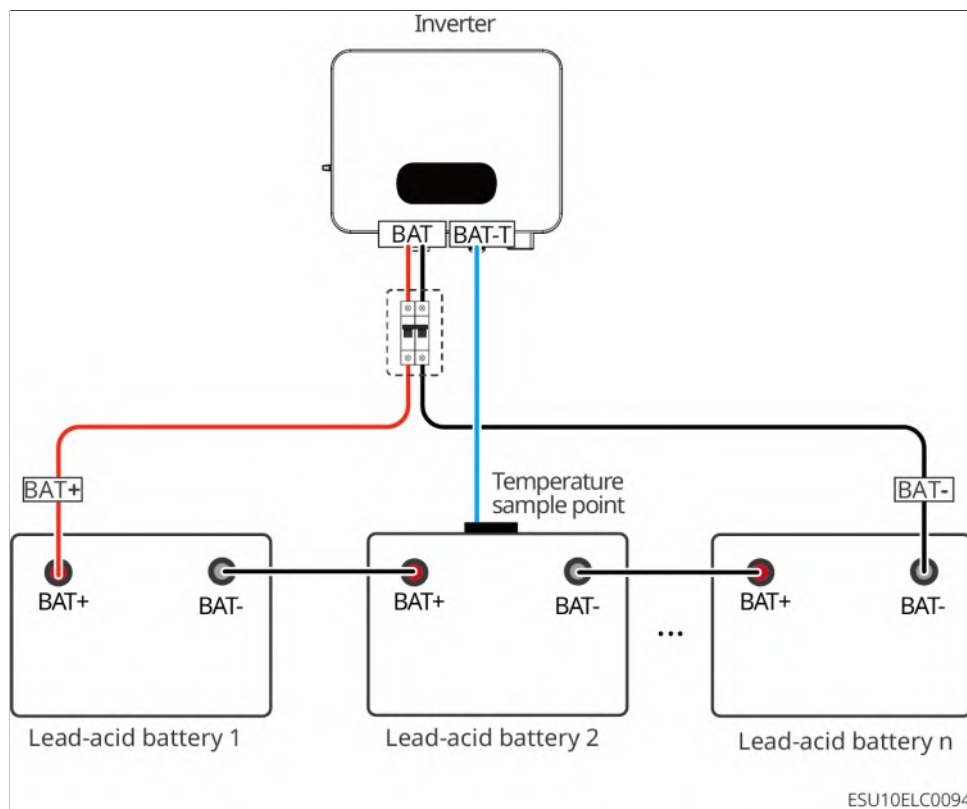 Inverter
BAT
BAT-T
Temperature
sample point
BAT+
BAT-
BAT+
BAT-
BAT+
BAT-
BAT+
BAT-
...
Lead-acid battery 1
Lead-acid battery 2
Lead-acid battery n
ESU10ELC0094